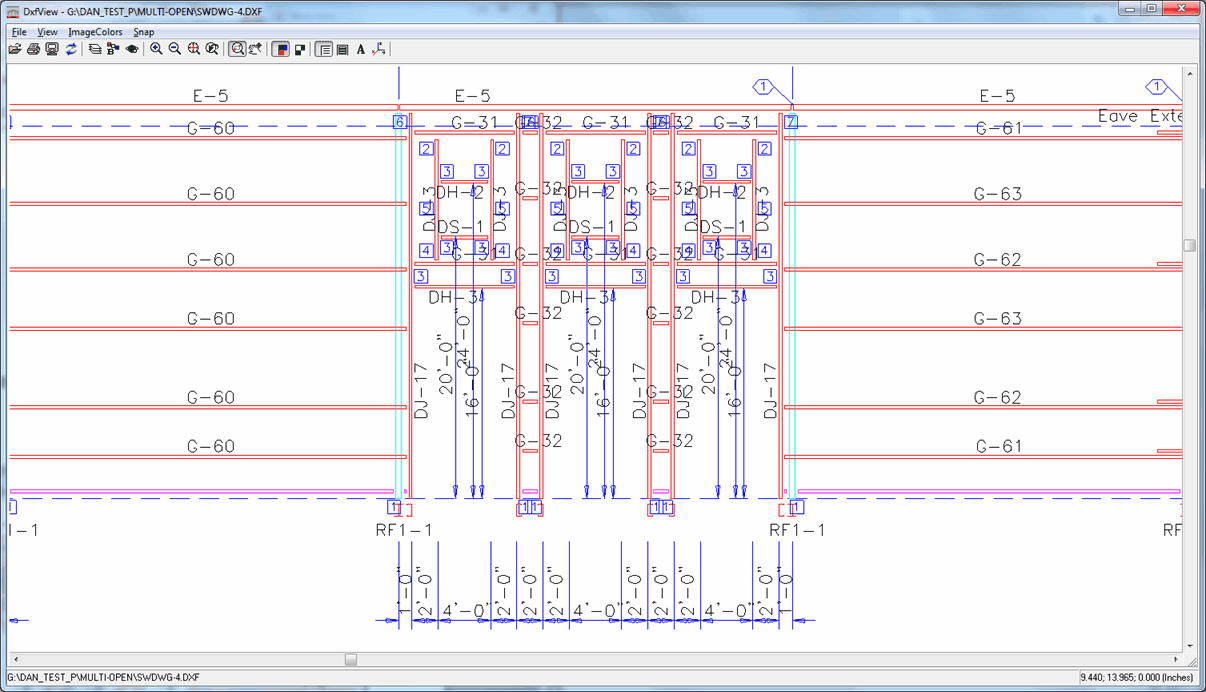 DxfView - G:\DAN_TEST_P\MULTI-OPEN\SWDWG-4.DXF
File View ImageColors Snap
A
1 1
E-5 E-5 E-5
Eave Exte
6 G-31 G-32 G-31 G-32 G-31 7
G-60 G-61
2 2 2 2 2 2
3 3 3 3 3 3
G-60 DH-2 G-32 DH-2 G-32 DH-2 G-63
DJ-3 DJ-3 DJ-3 DJ-3
5 5 5 5 5 5
DS-1 DS-1 DS-1
4 3 3 4 4 3 3 4 4 3 3 4
G-60 G-31 G-32 G-31 G-32 G-31 G-62
3 3 3 3 3 3
DH-3 DH-3 DH-3
G-60 G-32 G-32 G-63
20'-0" 24'-0" 16'-0" 20'-0" 24'-0" 16'-0" 20'-0" 24'-0" 16'-0"
DJ-17 DJ-17 DJ-17 DJ-17 DJ-17 DJ-17
G-60 G-32 G-32 G-62
G-60 G-32 G-32 G-61
1 1 1 1 1 1
I-1 RF1-1 RF1-1 RF
1'-0" 2'-0" 4'-0" 2'-0" 2'-0" 2'-0" 4'-0" 2'-0" 2'-0" 2'-0" 4'-0" 2'-0" 1'-0"
G:\DAN_TEST_P\MULTI-OPEN\SWDWG-4.DXF
9.440; 13.965; 0.000 (Inches)